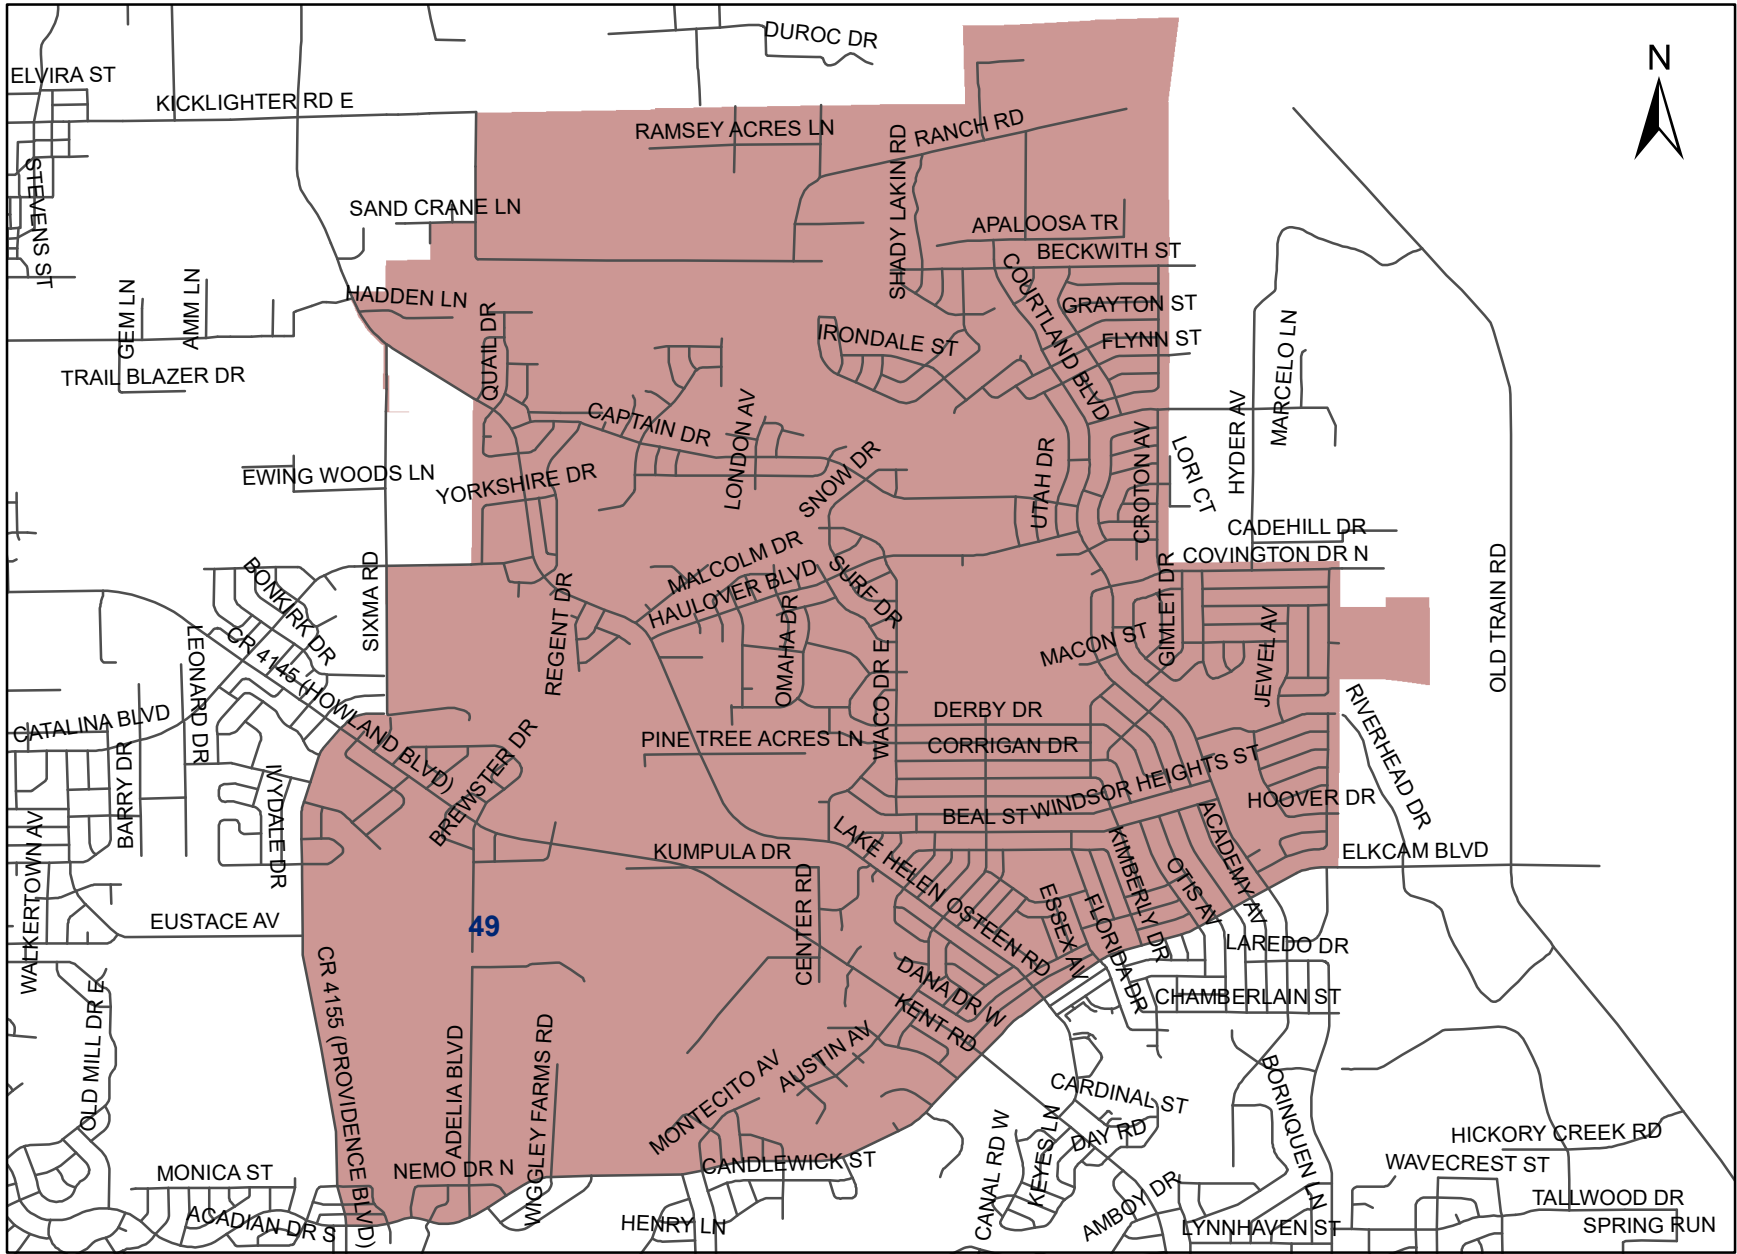 DUROC DR
N
ELVIRA ST
KICKLIGHTER RD E
RAMSEY ACRES LN
RANCH RD
SHADY LAKIN RD
STEVENS ST
SAND CRANE LN
APALOOSA TR
BECKWITH ST
COURTLAND BLVD
HADDEN LN
GRAYTON ST
GEM LN
AMM LN
QUAIL DR
IRONDALE ST
FLYNN ST
MARCELO LN
TRAIL BLAZER DR
CAPTAIN DR
LONDON AV
HYDER AV
EWING WOODS LN
YORKSHIRE DR
SNOW DR
UTAH DR
CROTON AV
LORI CT
CADEHILL DR
COVINGTON DR N
OLD TRAIN RD
BONKIRK DR
SIXMA RD
MALCOLM DR
HAULOVER BLVD
SURF DR
REGENT DR
OMAHA DR
MACON ST
GIMLET DR
JEWEL AV
CR 4145 (HOWLAND BLVD)
LEONARD DR
CATALINA BLVD
BARRY DR
WACO DR E
DERBY DR
RIVERHEAD DR
PINE TREE ACRES LN
CORRIGAN DR
BREWSTER DR
IVYDALE DR
WINDSOR HEIGHTS ST
HOOVER DR
BEAL ST
WALKERTOWN AV
KUMPULA DR
LAKE HELEN OSTEEN RD
KIMBERLY DR
OTIS AV
ACADEMY AV
ELKCAM BLVD
CENTER RD
ESSEX AV
FLORIDA DR
EUSTACE AV
49
LAREDO DR
CR 4155 (PROVIDENCE BLVD)
DANA DR W
KENT RD
CHAMBERLAIN ST
OLD MILL DR E
ADELIA BLVD
WIGGLEY FARMS RD
MONTECITO AV
AUSTIN AV
CARDINAL ST
BORINQUEN LN
CANAL RD W
KEYES LN
DAY RD
HICKORY CREEK RD
MONICA ST
NEMO DR N
CANDLEWICK ST
WAVECREST ST
AMBOY DR
TALLWOOD DR
ACADIAN DR S
HENRY LN
LYNNHAVEN ST
SPRING RUN